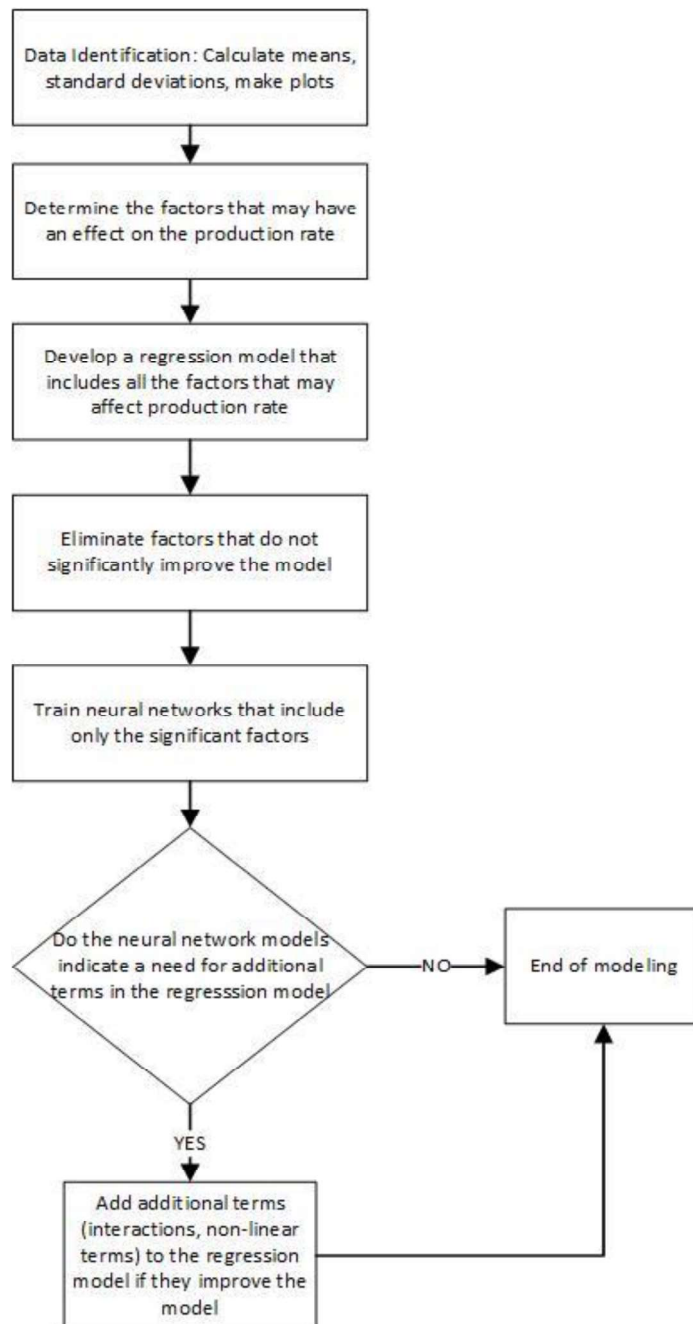 Data Identification: Calculate means,
standard deviations, make plots
Determine the factors that may have
an effect on the production rate
Develop a regression model that
includes all the factors that may
affect production rate
Eliminate factors that do not
significantly improve the model
Train neural networks that include
only the significant factors
Do the neural network models
indicate a need for additional
terms in the regresssion model
NO
End of modeling
YES
Add additional terms
(interactions, non-linear
terms) to the regression
model if they improve the
model